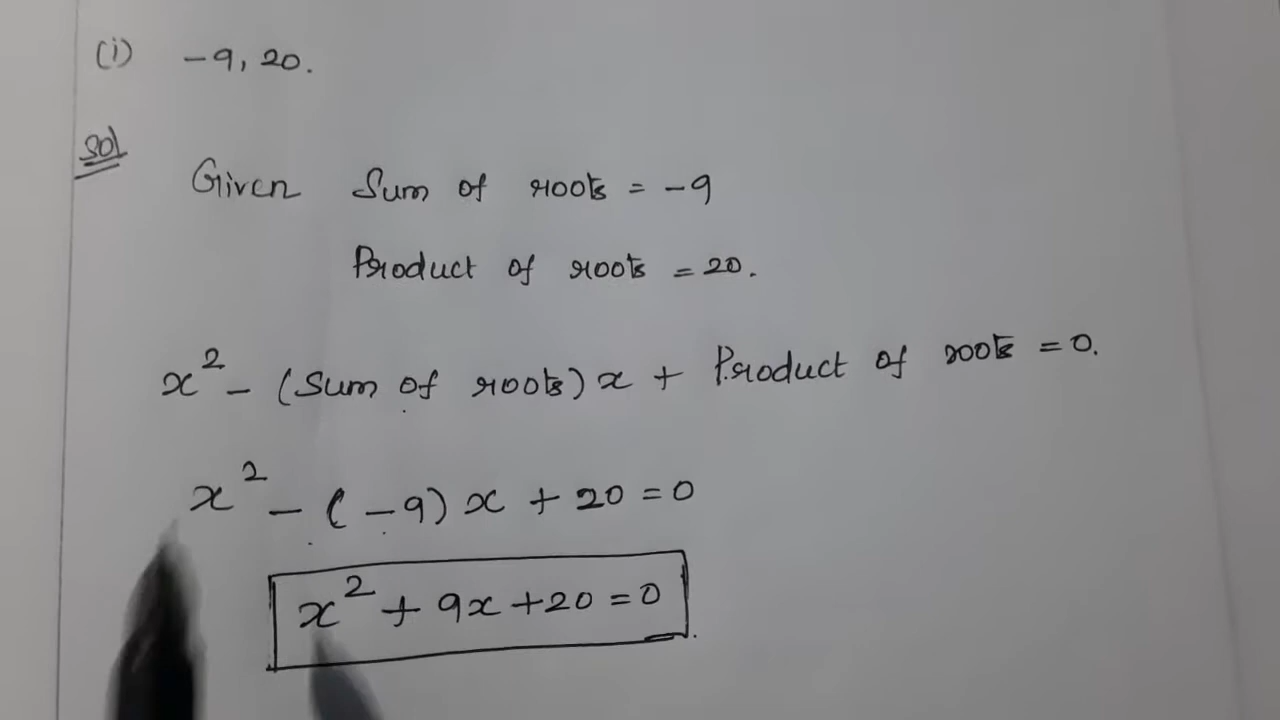 (i) -9, 20.
Sol
Given Sum of roots = -9
Product of roots = 20.
x² - (Sum of roots) x + Product of roots = 0.
x² - (-9) x + 20 = 0
x² + 9x + 20 = 0